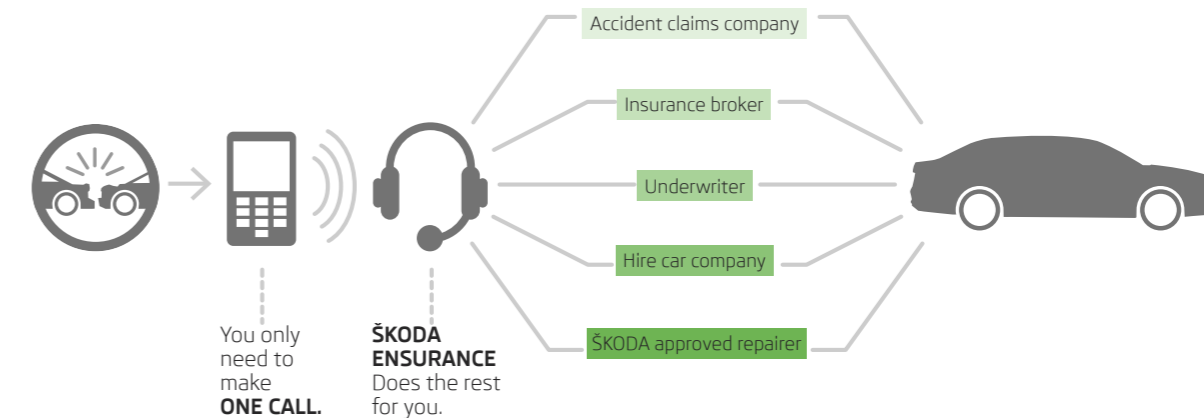 Accident claims company
Insurance broker
Underwriter
Hire car company
ŠKODA approved repairer
You only
need to
make
ONE CALL.
ŠKODA
ENSURANCE
Does the rest
for you.